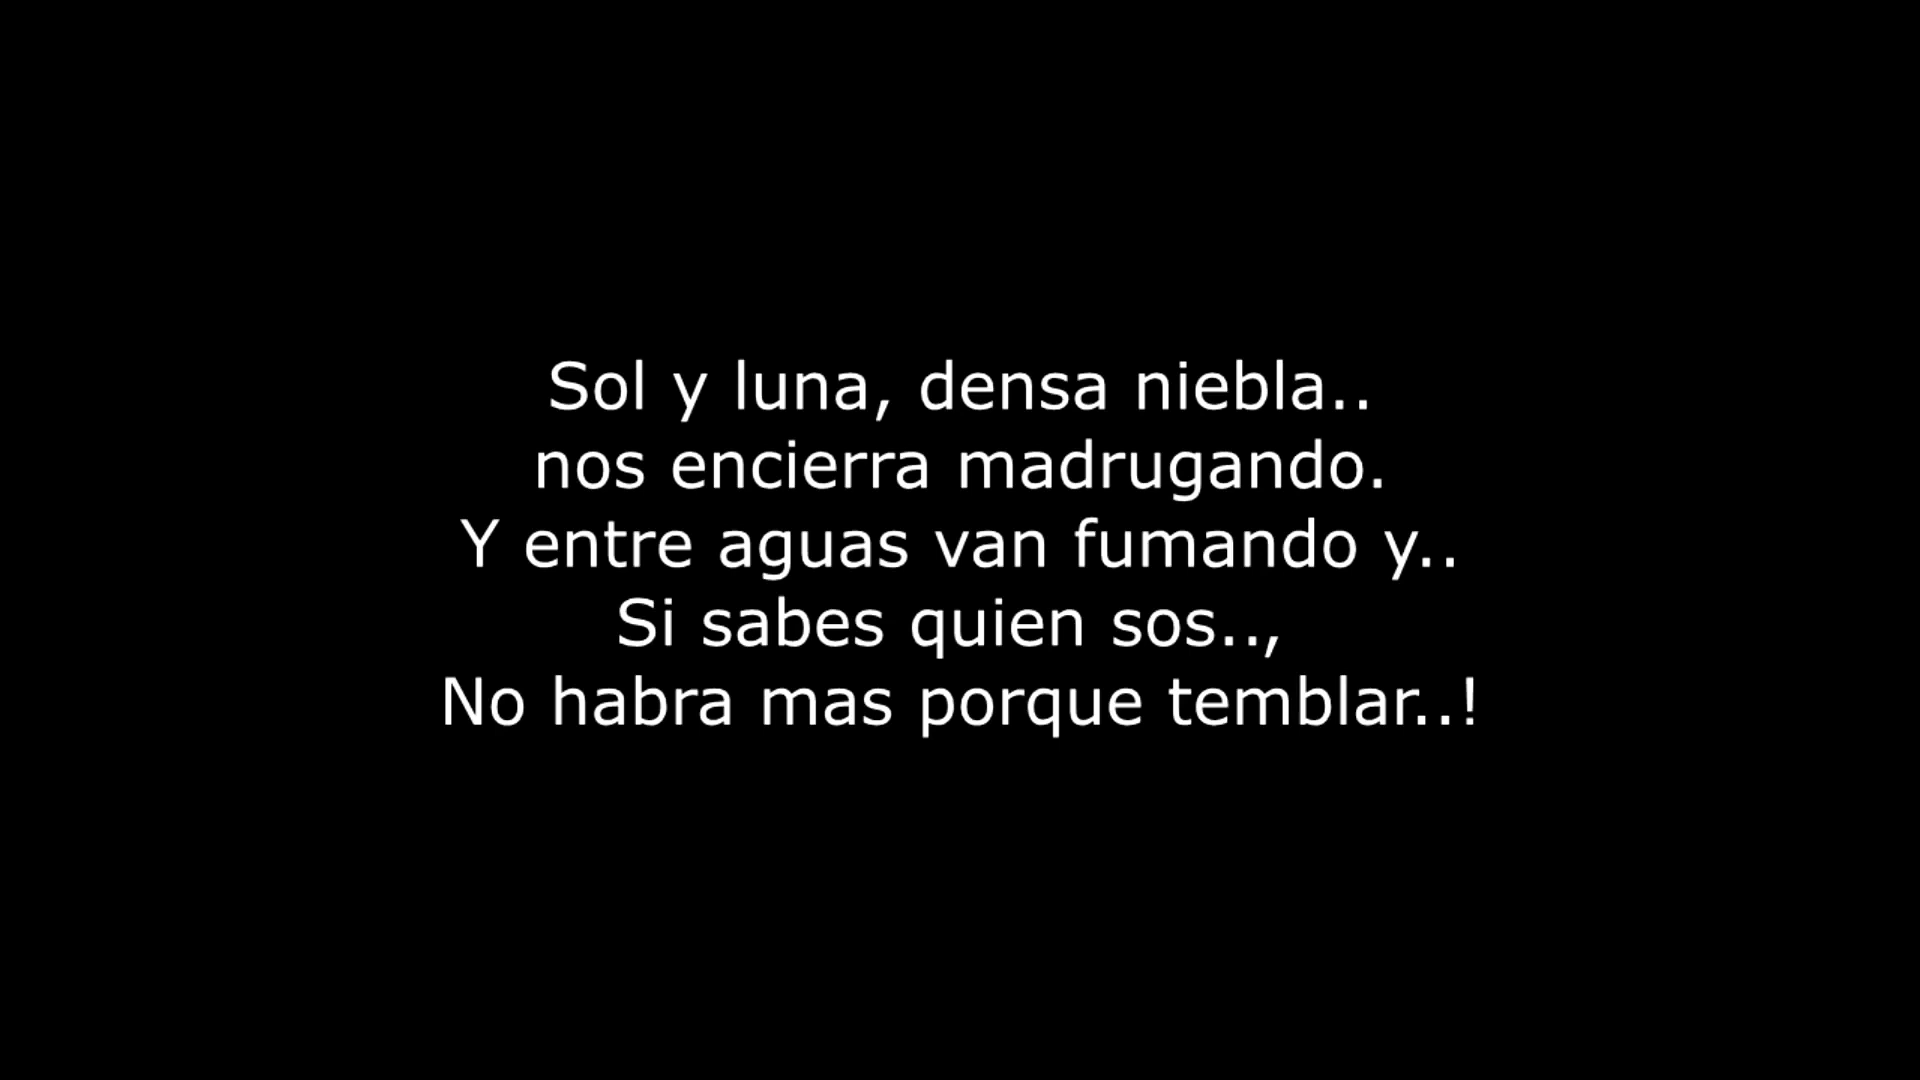 Sol y luna, densa niebla..
nos encierra madrugando.
Y entre aguas van fumando y..
Si sabes quien sos..,
No habra mas porque temblar..!